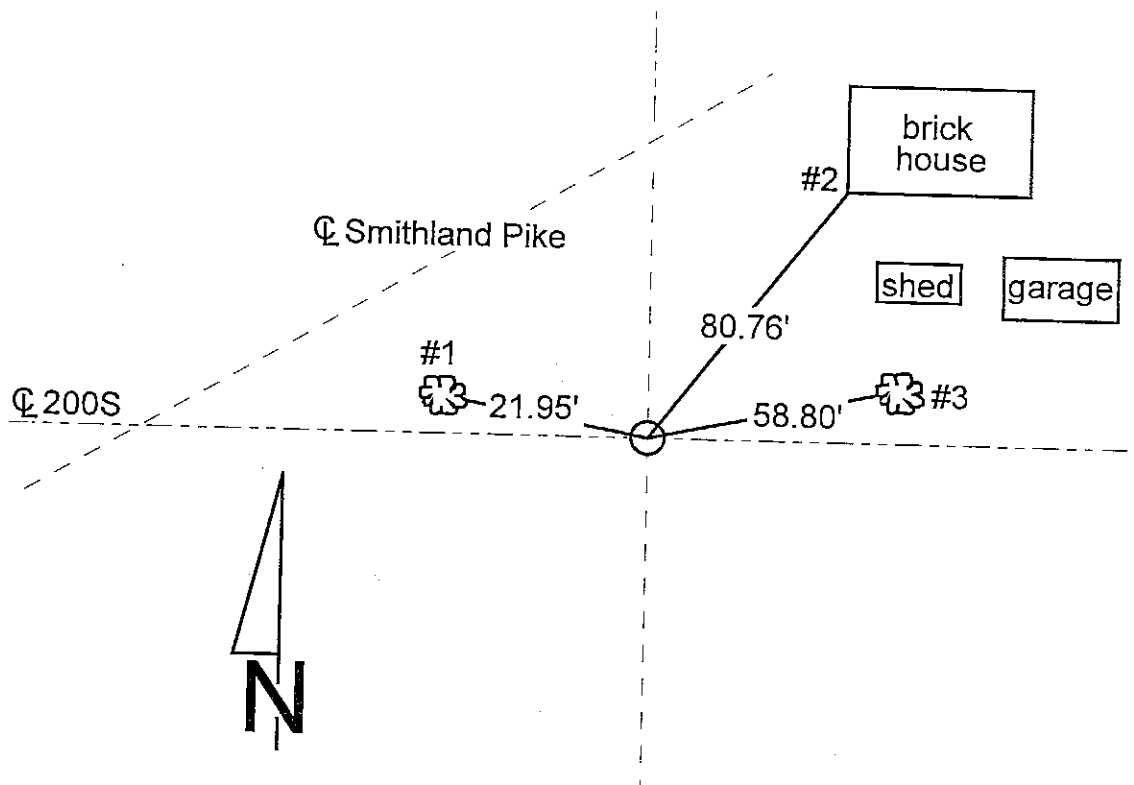 brick
house
#2
℄ Smithland Pike
shed
garage
80.76'
#1
℄ 200S
21.95'
58.80'
#3
N